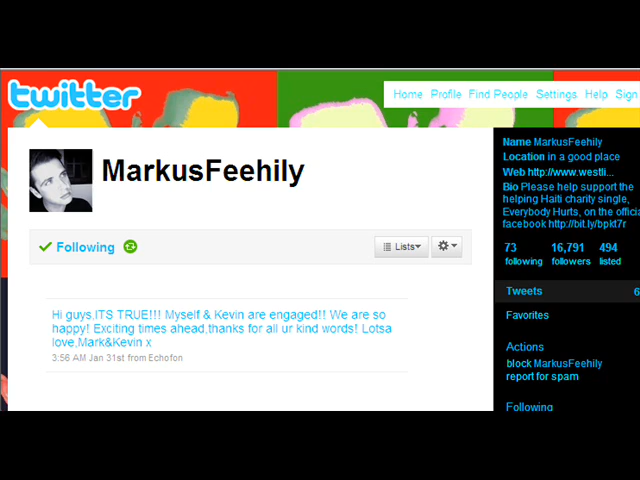 twitter
Home Profile Find People Settings Help Sign
MarkusFeehily
Following
Lists
Hi guys,ITS TRUE!!! Myself & Kevin are engaged!! We are so
happy! Exciting times ahead,thanks for all ur kind words! Lotsa
love,Mark&Kevin x
3:56 AM Jan 31st from Echofon
Name MarkusFeehily
Location in a good place
Web http://www.westli...
Bio Please help support the
helping Haiti charity single,
Everybody Hurts, on the officia
facebook http://bit.ly/bpkt7r
73 16,791 494
following followers listed
Tweets 6
Favorites
Actions
block MarkusFeehily
report for spam
Following